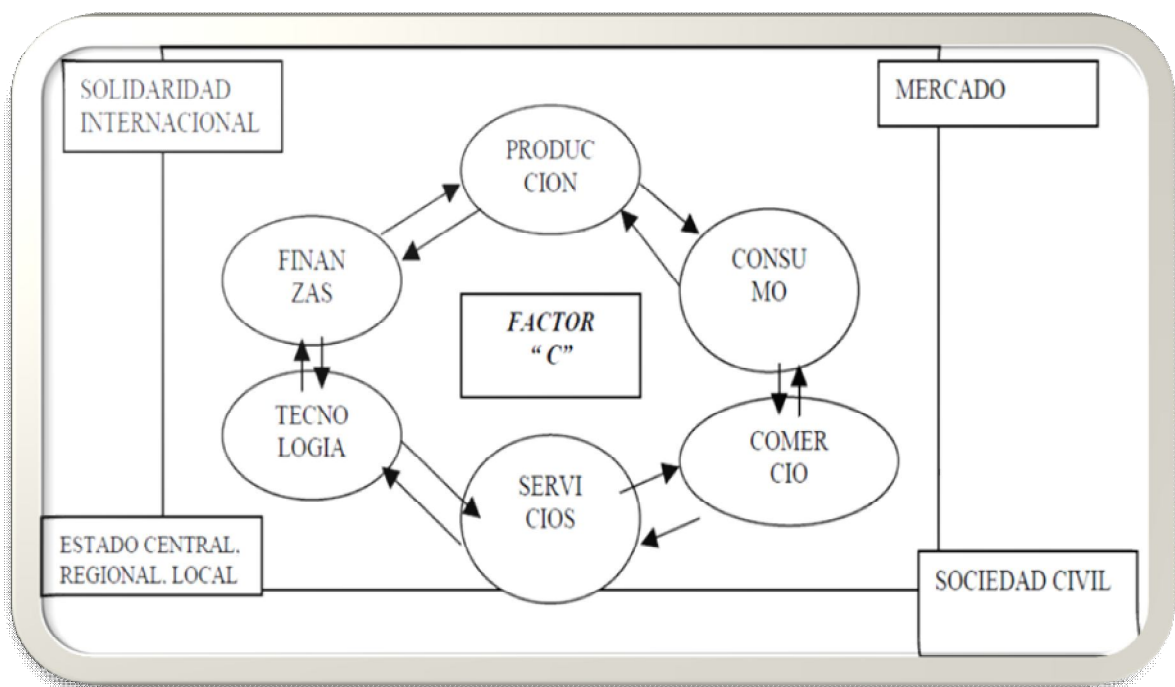 SOLIDARIDAD
INTERNACIONAL
MERCADO
PRODUC
CION
FINAN
ZAS
CONSU
MO
FACTOR
“ C”
TECNO
LOGIA
COMER
CIO
SERVI
CIOS
ESTADO CENTRAL.
REGIONAL. LOCAL
SOCIEDAD CIVIL